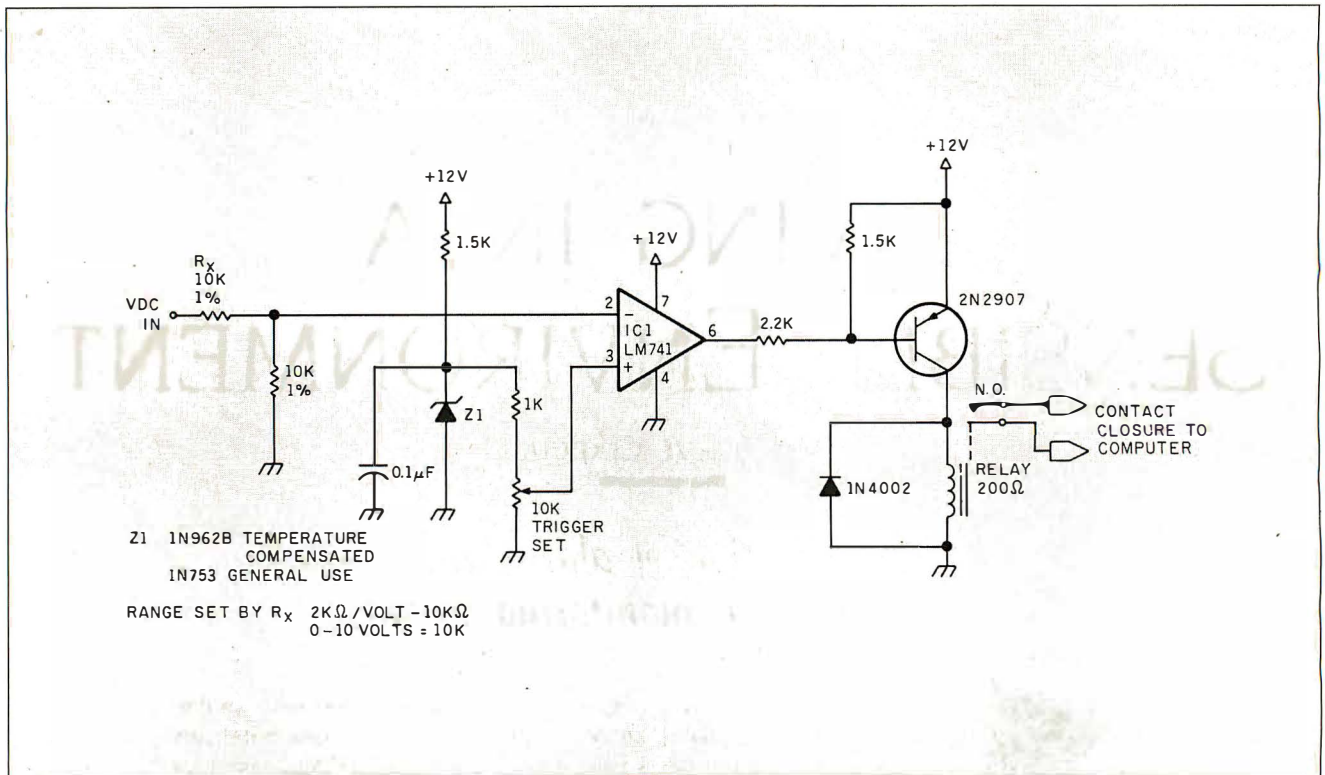 +12V
+12V
1.5K
+12V
1.5K
RX
10K
1%
VDC
IN
2
-
7
IC1
LM741
6
2.2K
2N2907
3
+
4
10K
1%
Z1
1K
N.O.
CONTACT
CLOSURE TO
COMPUTER
0.1µF
1N4002
RELAY
200Ω
10K
TRIGGER
SET
Z1 1N962B TEMPERATURE
COMPENSATED
1N753 GENERAL USE
RANGE SET BY RX 2KΩ/VOLT-10KΩ
0-10 VOLTS = 10K